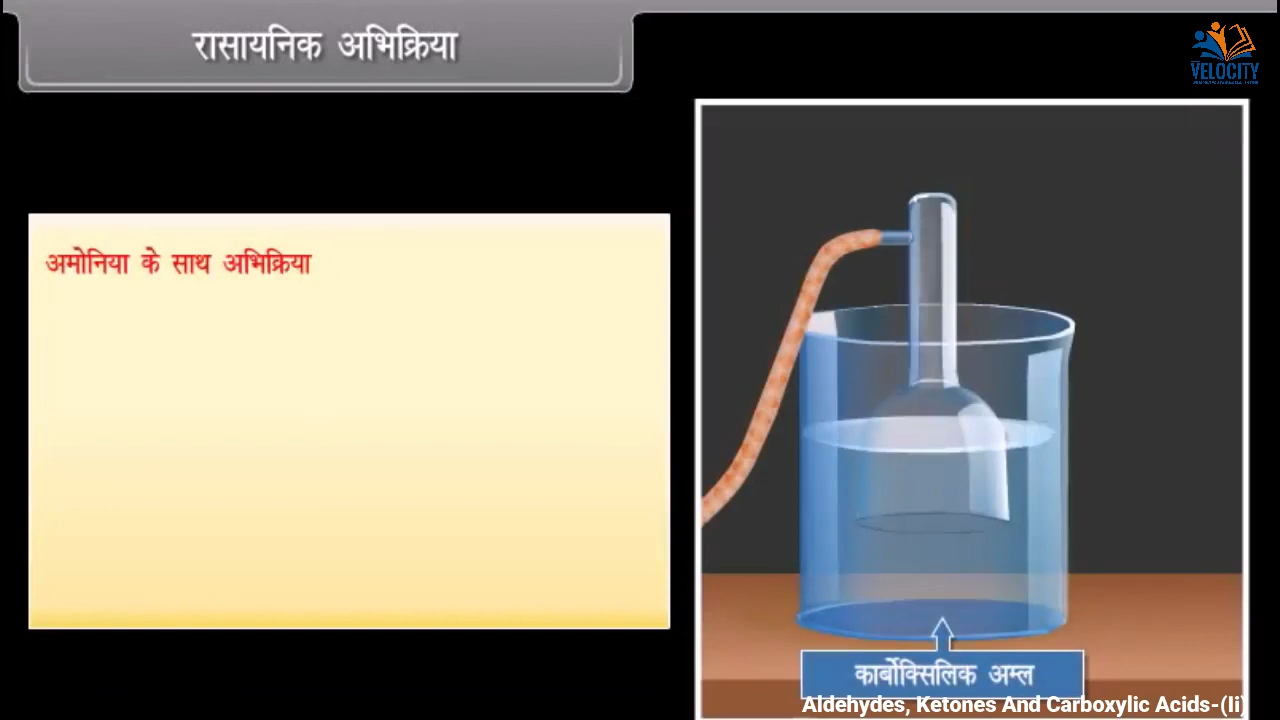 रासायनिक अभिक्रिया
VELOCITY
अमोनिया के साथ अभिक्रिया
कार्बोक्सिलिक अम्ल
Aldehydes, Ketones And Carboxylic Acids-(Ii)